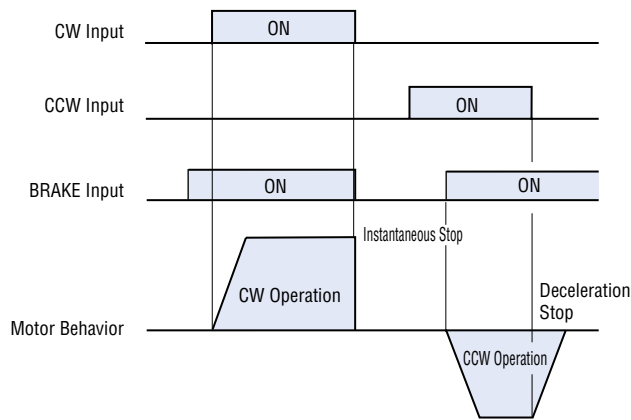 CW Input
ON
CCW Input
ON
BRAKE Input
ON
ON
Instantaneous Stop
CW Operation
Deceleration
Stop
Motor Behavior
CCW Operation